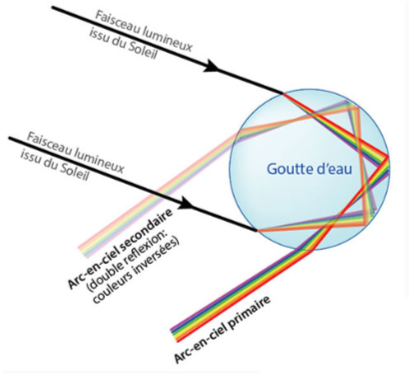 Faisceau lumineux
issu du Soleil
Faisceau lumineux
issu du Soleil
Goutte d'eau
Arc-en-ciel secondaire
(double reflexion:
couleurs inversées)
Arc-en-ciel primaire